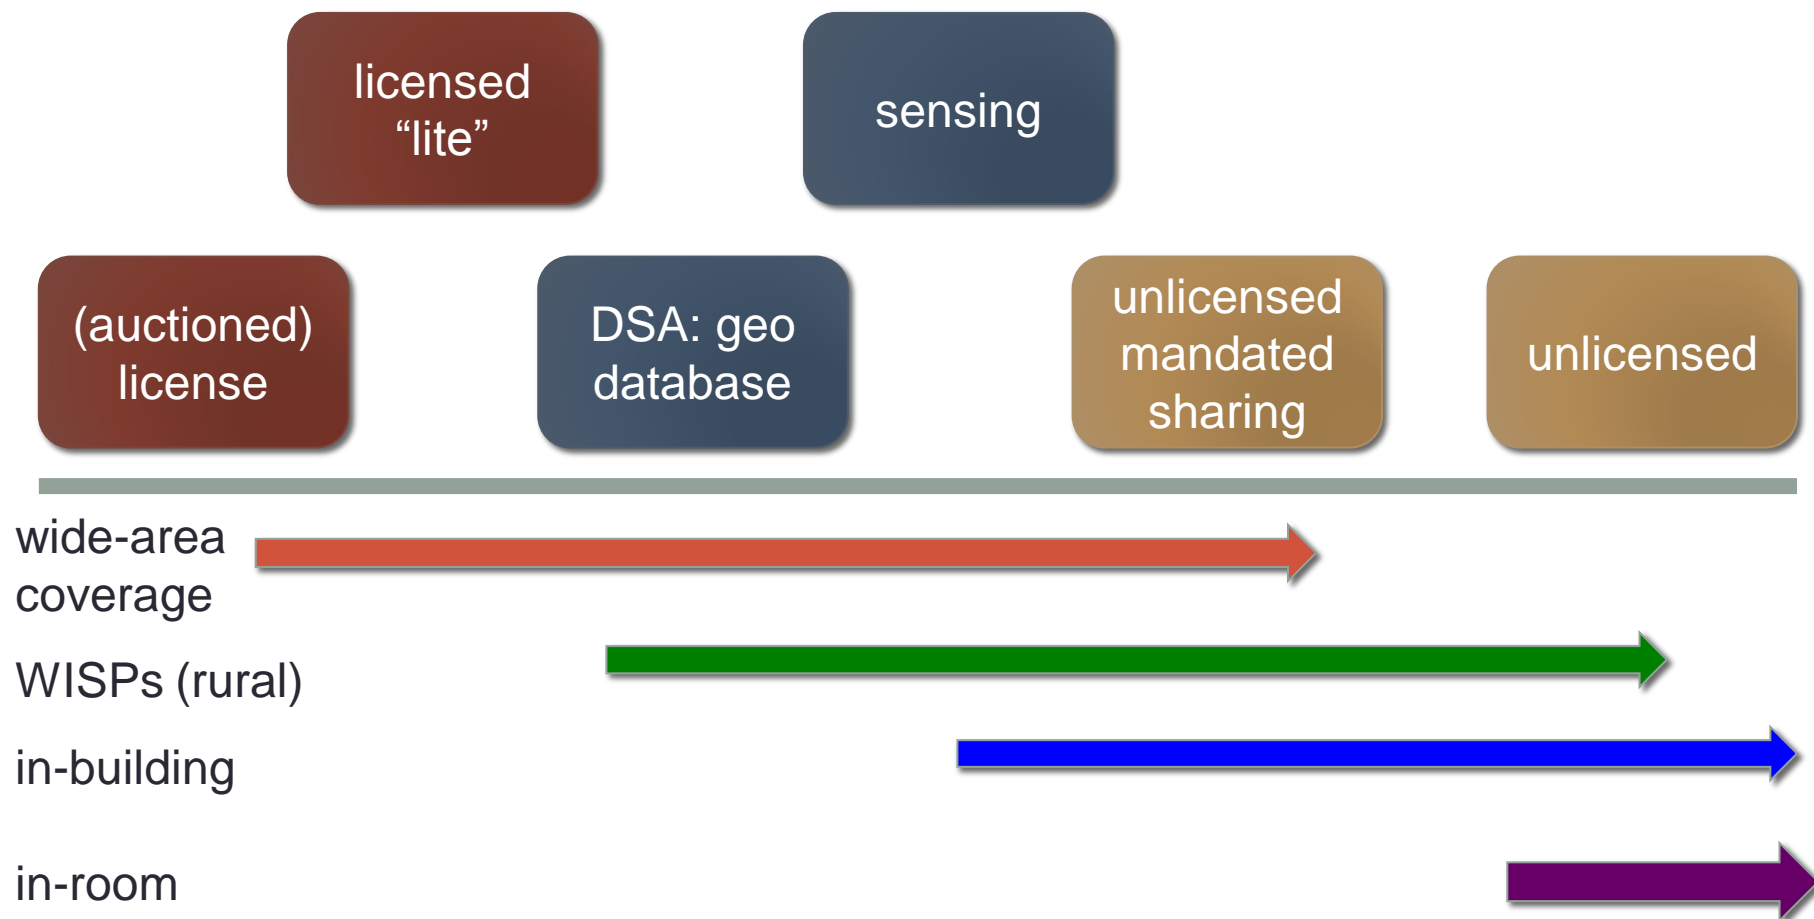 licensed
“lite”
sensing
(auctioned)
license
DSA: geo
database
unlicensed
mandated
sharing
unlicensed
wide-area
coverage
WISPs (rural)
in-building
in-room